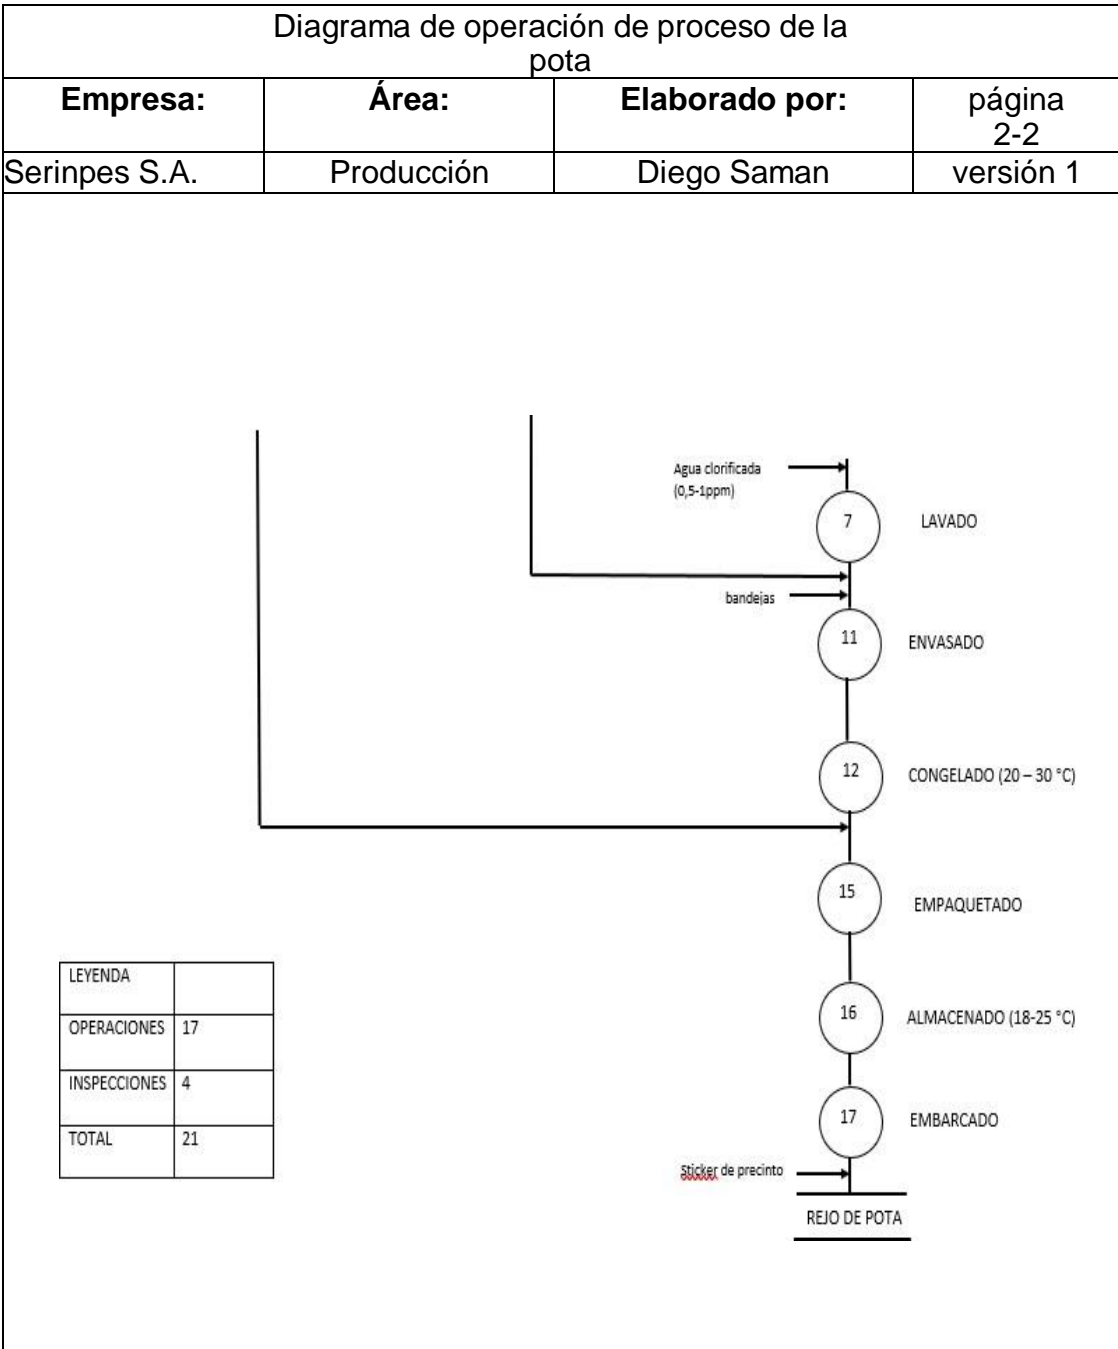 Diagrama de operación de proceso de la
pota
Empresa:
Área:
Elaborado por:
página
2-2
Serinpes S.A.
Producción
Diego Saman
versión 1
Agua clorificada
(0,5-1ppm)
7
LAVADO
bandejas
11
ENVASADO
12
CONGELADO (20 – 30 °C)
15
EMPAQUETADO
LEYENDA
OPERACIONES 17
INSPECCIONES 4
TOTAL 21
16
ALMACENADO (18-25 °C)
17
EMBARCADO
Sticker de precinto
REJO DE POTA